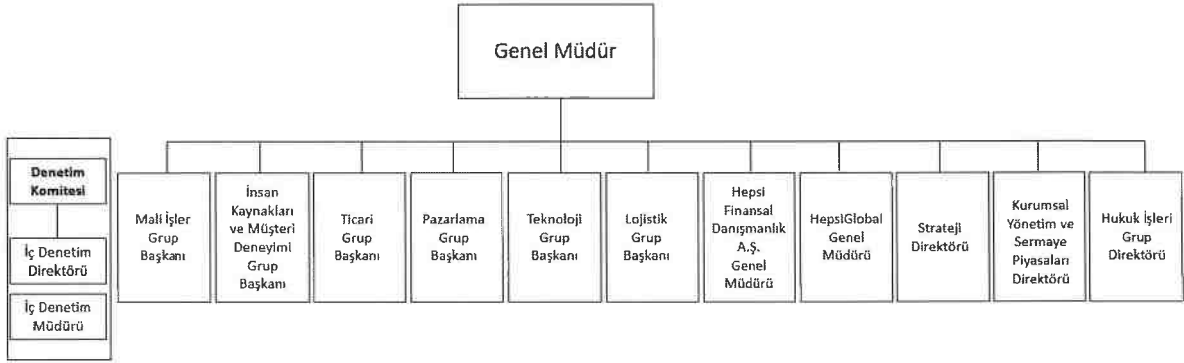 Genel Müdür
Denetim
Komitesi
İç Denetim
Direktörü
İç Denetim
Müdürü
Mali İşler
Grup
Başkanı
İnsan
Kaynakları
ve Müşteri
Deneyimi
Grup
Başkanı
Ticari
Grup
Başkanı
Pazarlama
Grup
Başkanı
Teknoloji
Grup
Başkanı
Lojistik
Grup
Başkanı
Hepsi
Finansal
Danışmanlık
A.Ş.
Genel
Müdürü
HepsiGlobal
Genel
Müdürü
Strateji
Direktörü
Kurumsal
Yönetim ve
Sermaye
Piyasaları
Direktörü
Hukuk İşleri
Grup
Direktörü